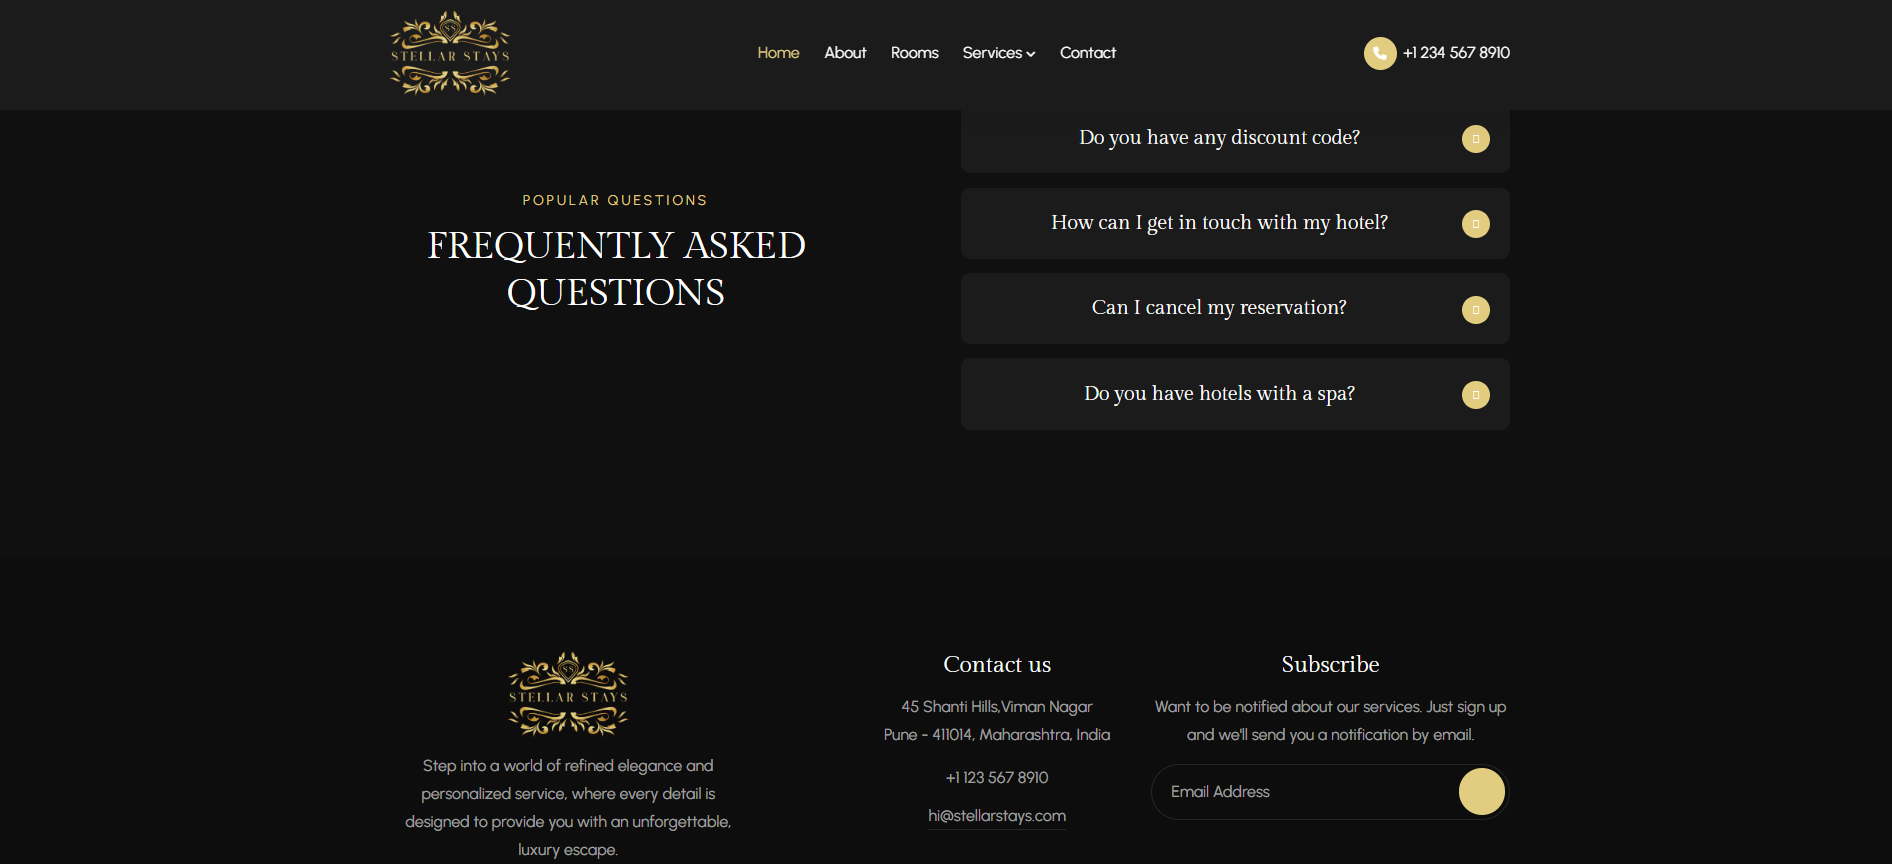 SS
STELLAR STAYS
Home
About
Rooms
Services
Contact
+1 234 567 8910
POPULAR QUESTIONS
FREQUENTLY ASKED
QUESTIONS
Do you have any discount code?
How can I get in touch with my hotel?
Can I cancel my reservation?
Do you have hotels with a spa?
SS
STELLAR STAYS
Step into a world of refined elegance and
personalized service, where every detail is
designed to provide you with an unforgettable,
luxury escape.
Contact us
45 Shanti Hills,Viman Nagar
Pune - 411014, Maharashtra, India
+1 123 567 8910
hi@stellarstays.com
Subscribe
Want to be notified about our services. Just sign up
and we'll send you a notification by email.
Email Address